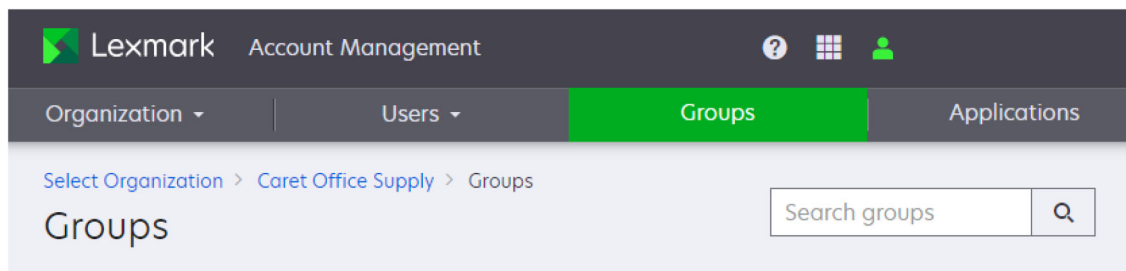 Lexmark Account Management
Organization Users Groups Applications
Select Organization > Caret Office Supply > Groups
Groups
Search groups